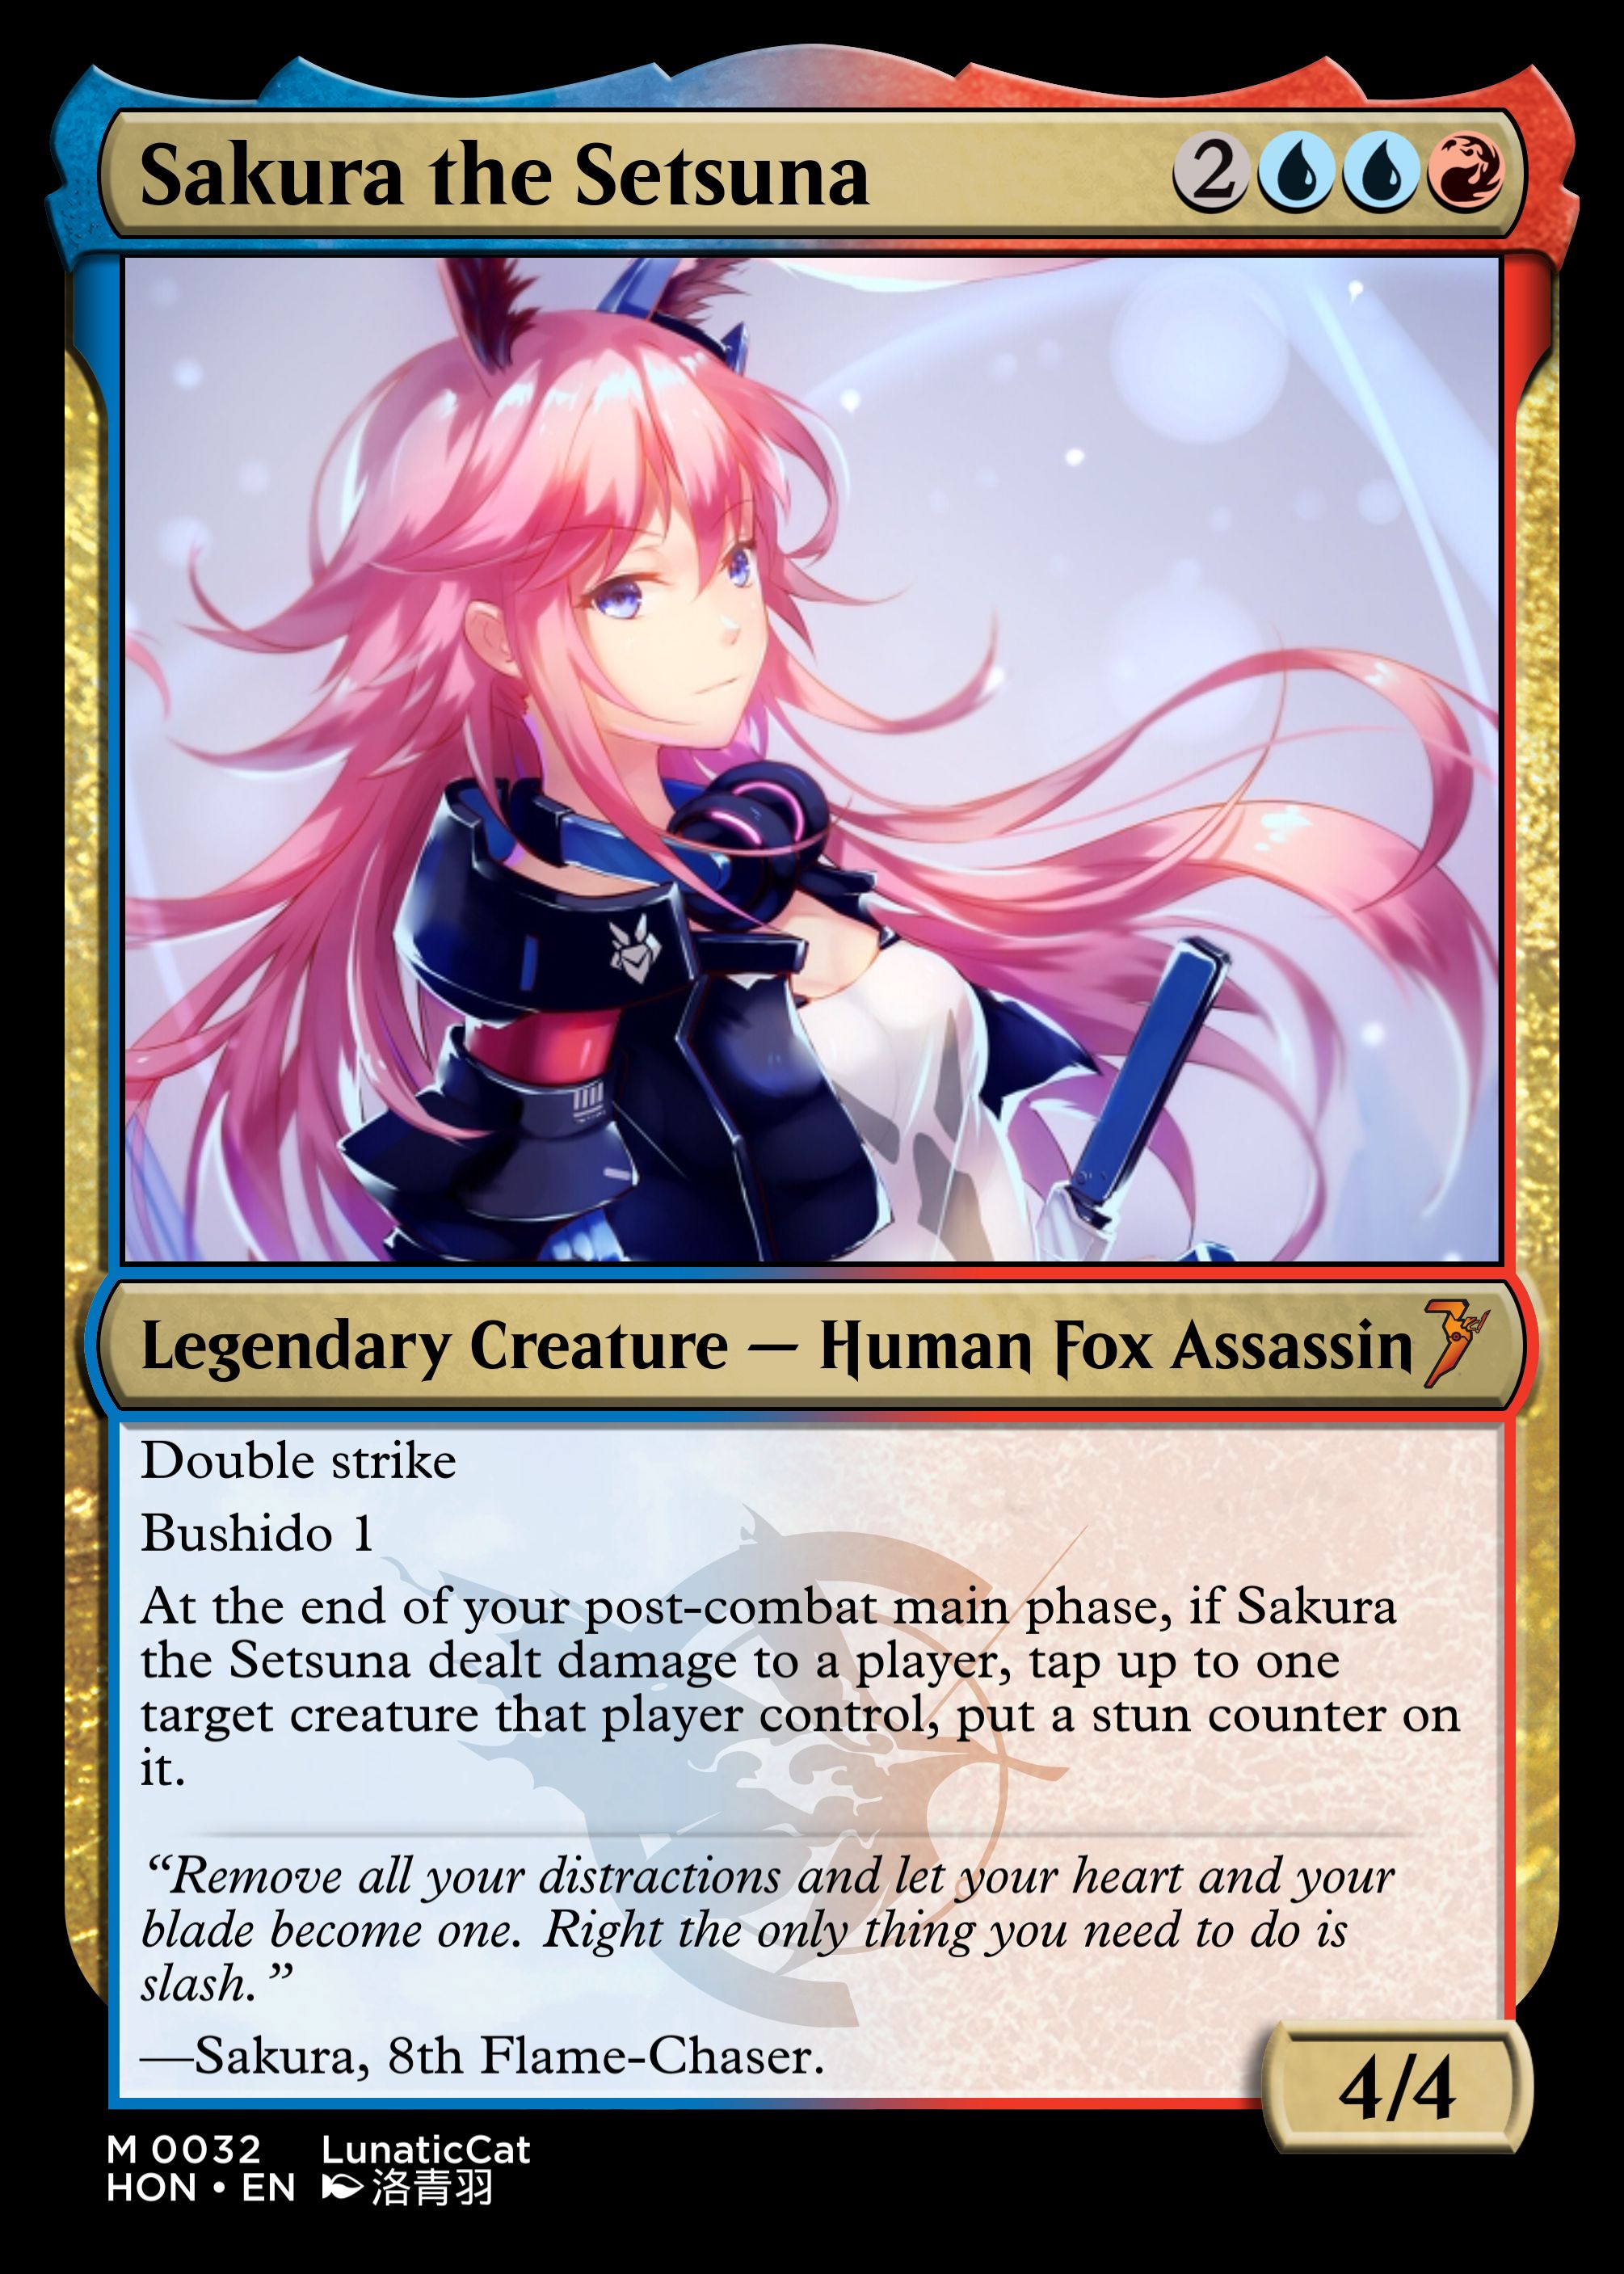 Sakura the Setsuna 2
Legendary Creature — Human Fox Assassin
Double strike
Bushido 1
At the end of your post-combat main phase, if Sakura
the Setsuna dealt damage to a player, tap up to one
target creature that player control, put a stun counter on
it.
“Remove all your distractions and let your heart and your
blade become one. Right the only thing you need to do is
slash.”
—Sakura, 8th Flame-Chaser.
4/4
M 0032 LunaticCat
HON • EN 洛青羽